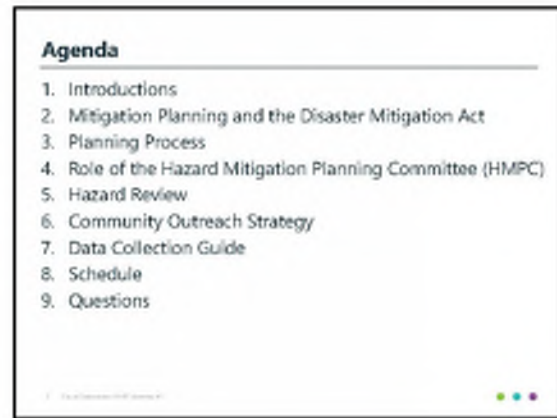 Agenda
1. Introductions
2. Mitigation Planning and the Disaster Mitigation Act
3. Planning Process
4. Role of the Hazard Mitigation Planning Committee (HMPC)
5. Hazard Review
6. Community Outreach Strategy
7. Data Collection Guide
8. Schedule
9. Questions